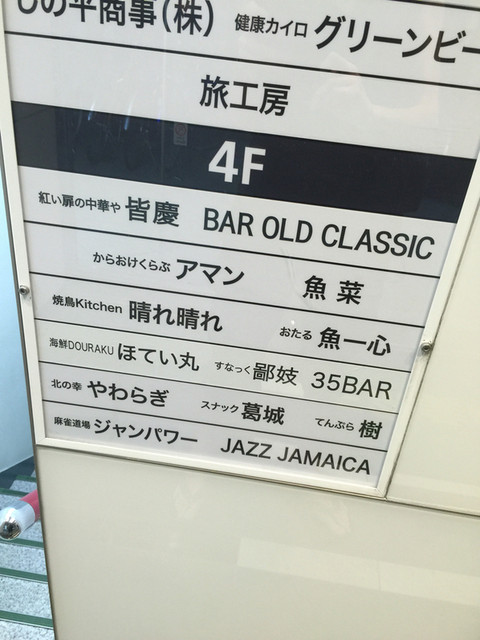 の平商事(株) 健康カイロ グリーンビー
旅工房
4F
紅い扉の中華や 皆慶 BAR OLD CLASSIC
からおけくらぶ アマン 魚菜
焼鳥Kitchen 晴れ晴れ おたる 魚一心
海鮮DOURAKU ほてい丸 すなっく 鄙妓 35BAR
北の幸 やわらぎ スナック 葛城 てんぷら 樹
麻雀道場 ジャンパワー JAZZ JAMAICA